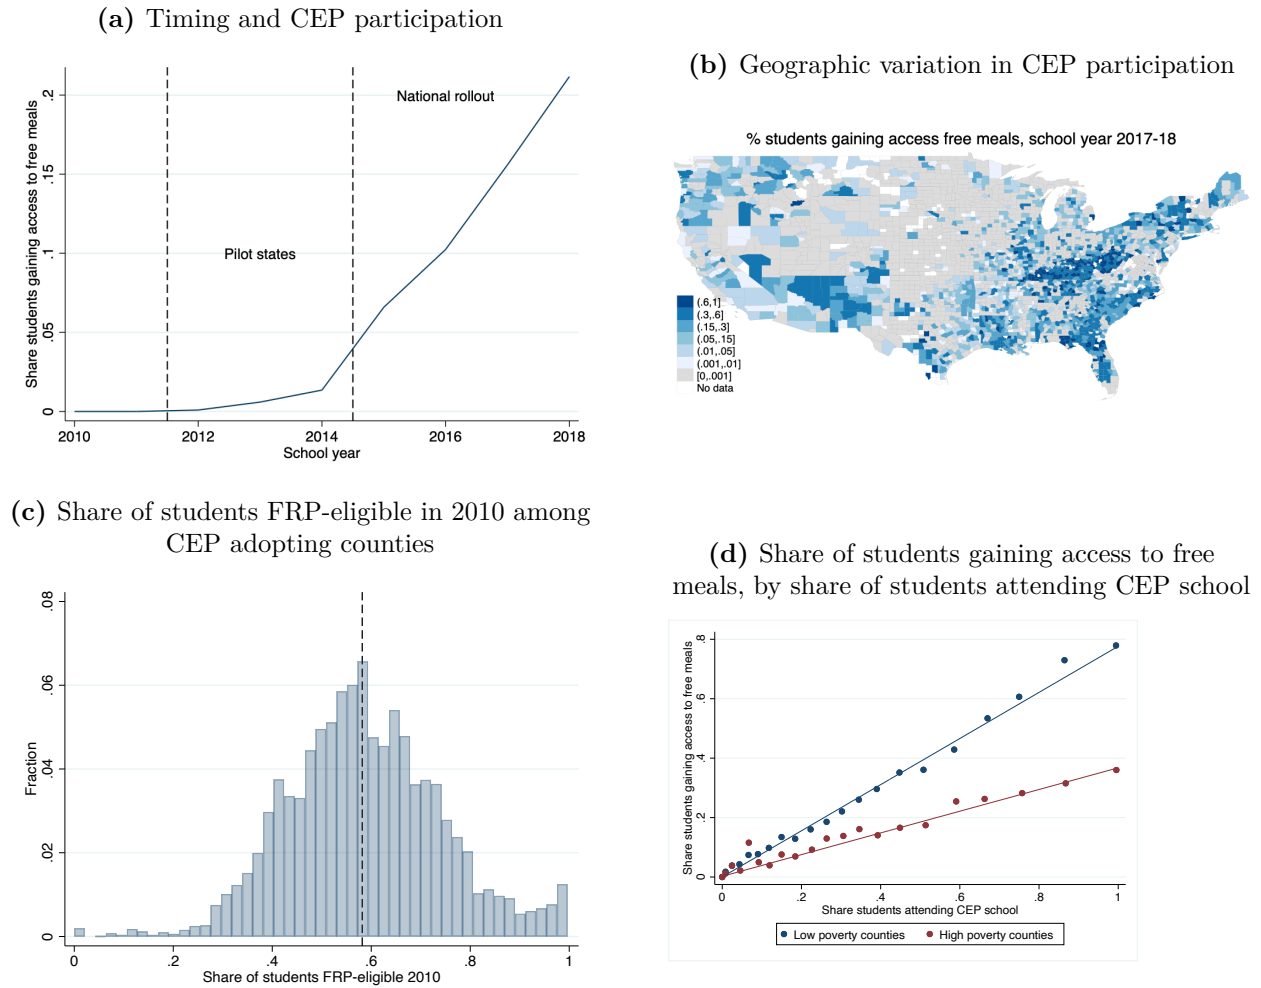 (a) Timing and CEP participation
Share students gaining access to free meals
.2
.15
.1
.05
0
Pilot states
National rollout
2010
2012
2014
2016
2018
School year
(b) Geographic variation in CEP participation
% students gaining access free meals, school year 2017-18
(.6,1]
(.3,.6]
(.15,.3]
(.05,.15]
(.01,.05]
(.001,.01]
[0,.001]
No data
(c) Share of students FRP-eligible in 2010 among
CEP adopting counties
Fraction
.08
.06
.04
.02
0
0
.2
.4
.6
.8
1
Share of students FRP-eligible 2010
(d) Share of students gaining access to free
meals, by share of students attending CEP school
Share students gaining access to free meals
.8
.6
.4
.2
0
0
.2
.4
.6
.8
1
Share students attending CEP school
Low poverty counties
High poverty counties